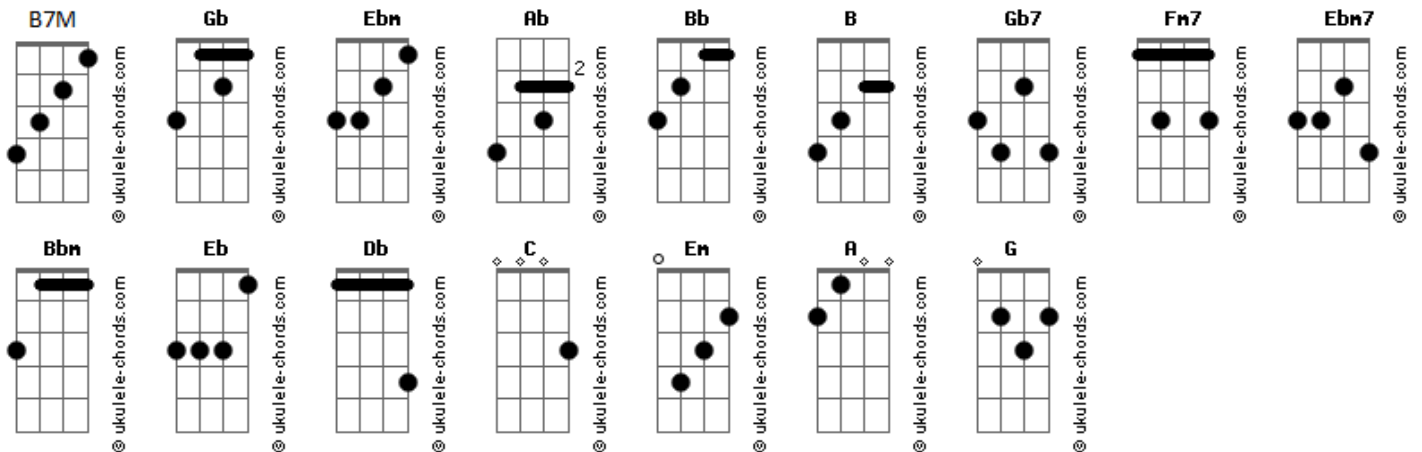 B7M Gb Ebm Ab Bb B Gb7 Fm7 Ebm7
2
© ukulele-chords.com © ukulele-chords.com © ukulele-chords.com © ukulele-chords.com © ukulele-chords.com © ukulele-chords.com © ukulele-chords.com © ukulele-chords.com © ukulele-chords.com
Bbm Eb Db C Em A G
© ukulele-chords.com © ukulele-chords.com © ukulele-chords.com © ukulele-chords.com © ukulele-chords.com © ukulele-chords.com © ukulele-chords.com